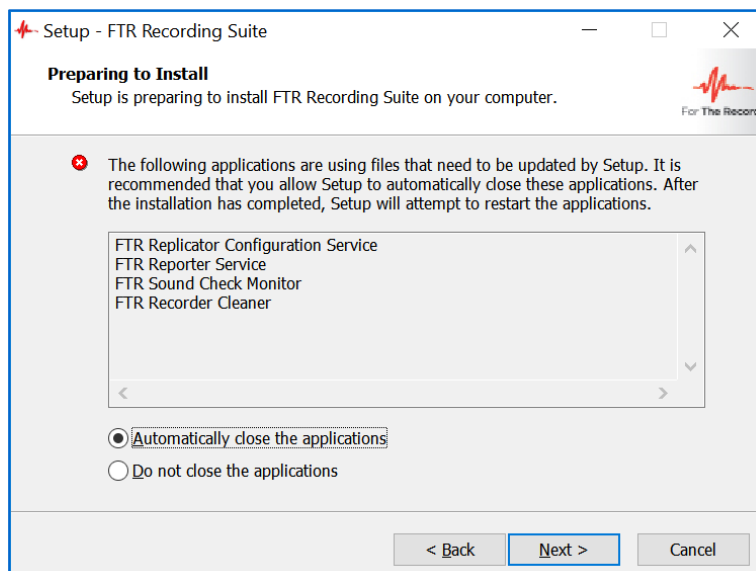 Setup - FTR Recording Suite
Preparing to Install
Setup is preparing to install FTR Recording Suite on your computer.
For The Record
The following applications are using files that need to be updated by Setup. It is
recommended that you allow Setup to automatically close these applications. After
the installation has completed, Setup will attempt to restart the applications.
FTR Replicator Configuration Service
FTR Reporter Service
FTR Sound Check Monitor
FTR Recorder Cleaner
Automatically close the applications
Do not close the applications
< Back
Next >
Cancel